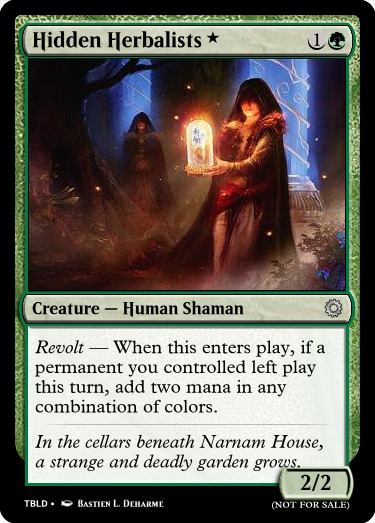 Hidden Herbalists★ 1
Creature — Human Shaman
Revolt — When this enters play, if a
permanent you controlled left play
this turn, add two mana in any
combination of colors.
In the cellars beneath Narnam House,
a strange and deadly garden grows.
2/2
TBLD • Bastien L. Deharme (NOT FOR SALE)